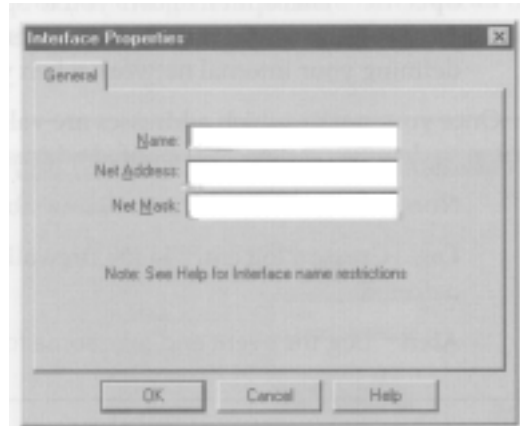 Interface Properties
General
Name:
Net Address:
Net Mask:
Note: See Help for Interface name restrictions
OK
Cancel
Help